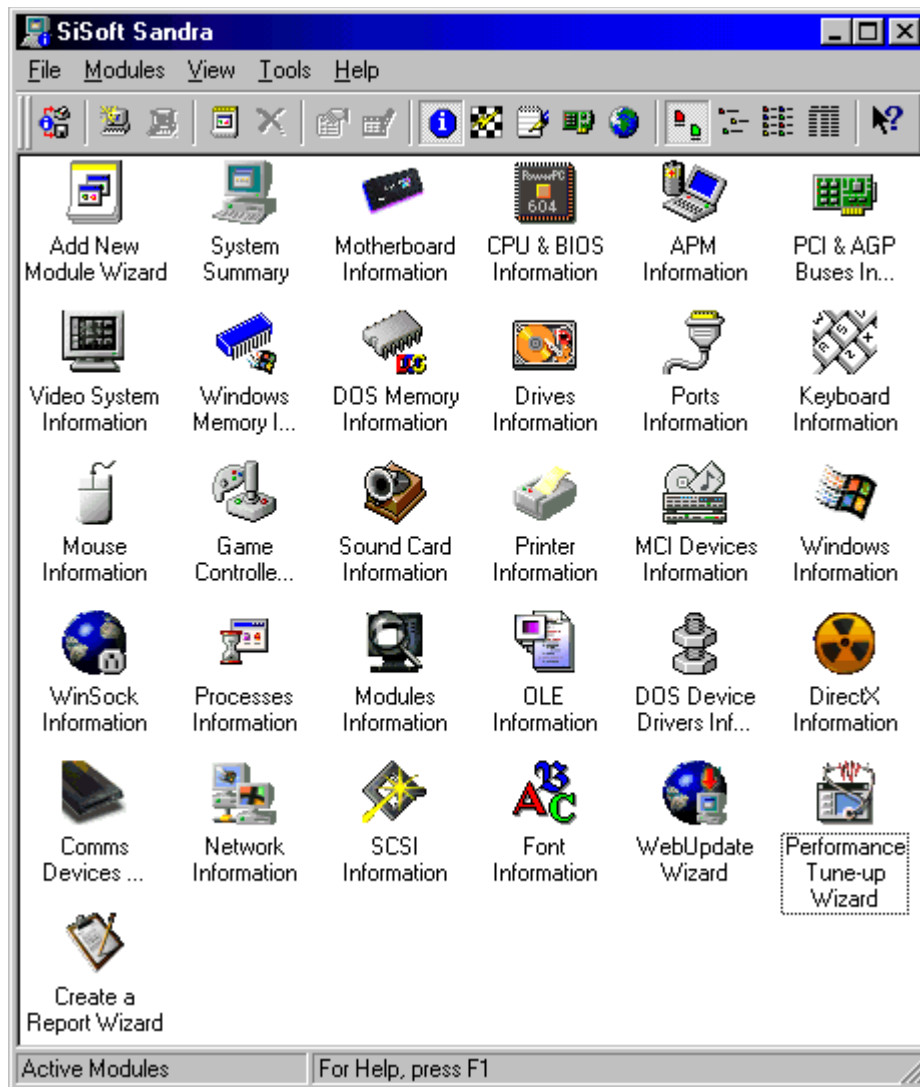 SiSoft Sandra
File Modules View Tools Help
Add New
Module Wizard
System
Summary
Motherboard
Information
PowerPC
604
CPU & BIOS
Information
APM
Information
PCI & AGP
Buses In...
Video System
Information
Windows
Memory I...
DOS Memory
Information
Drives
Information
Ports
Information
Keyboard
Information
Mouse
Information
Game
Controlle...
Sound Card
Information
Printer
Information
MCI Devices
Information
Windows
Information
WinSock
Information
Processes
Information
Modules
Information
OLE
Information
DOS Device
Drivers Inf...
DirectX
Information
Comms
Devices ...
Network
Information
SCSI
Information
ABC
Font
Information
WebUpdate
Wizard
Performance
Tune-up
Wizard
Create a
Report Wizard
Active Modules
For Help, press F1